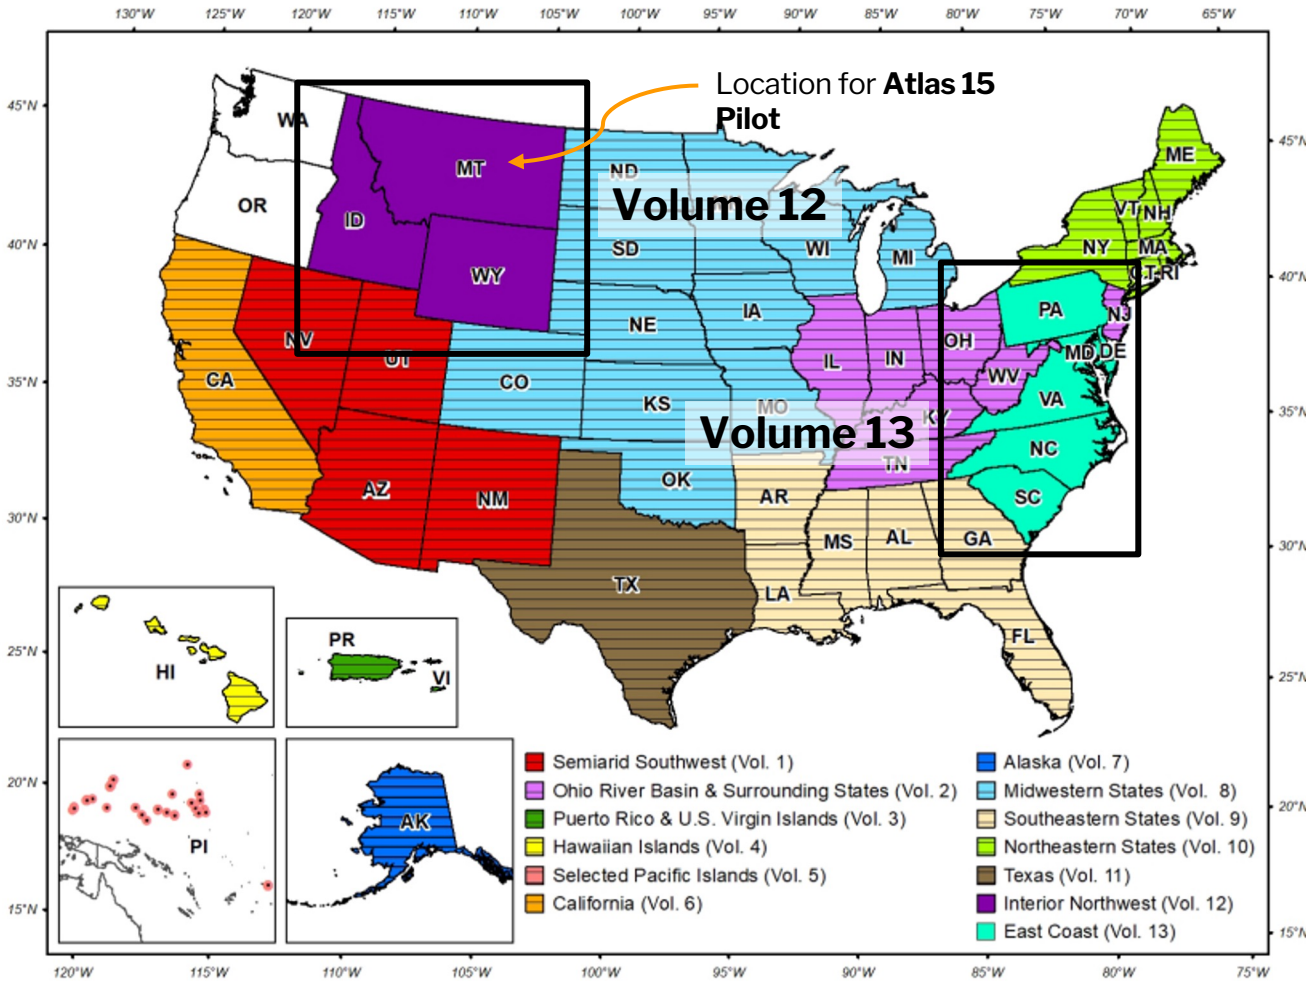 130°W 125°W 120°W 115°W 110°W 105°W 100°W 95°W 90°W 85°W 80°W 75°W 70°W 65°W
Location for Atlas 15
Pilot
45°N
45°N
WA
MT
ND
ME
OR
ID
Volume 12
VT
NH
40°N
SD
WI
MI
NY
MA
WY
CT
RI
40°N
NE
IA
PA
NJ
NV
UT
OH
MD
DE
35°N
CA
CO
IL
IN
WV
KS
MO
VA
35°N
Volume 13
KY
NC
TN
OK
AZ
NM
AR
SC
30°N
MS
AL
GA
30°N
TX
LA
FL
25°N
25°N
HI
PR
VI
20°N
20°N
15°N
15°N
PI
AK
Semiarid Southwest (Vol. 1)
Ohio River Basin & Surrounding States (Vol. 2)
Puerto Rico & U.S. Virgin Islands (Vol. 3)
Hawaiian Islands (Vol. 4)
Selected Pacific Islands (Vol. 5)
California (Vol. 6)
Alaska (Vol. 7)
Midwestern States (Vol. 8)
Southeastern States (Vol. 9)
Northeastern States (Vol. 10)
Texas (Vol. 11)
Interior Northwest (Vol. 12)
East Coast (Vol. 13)
120°W 115°W 110°W 105°W 100°W 95°W 90°W 85°W 80°W 75°W